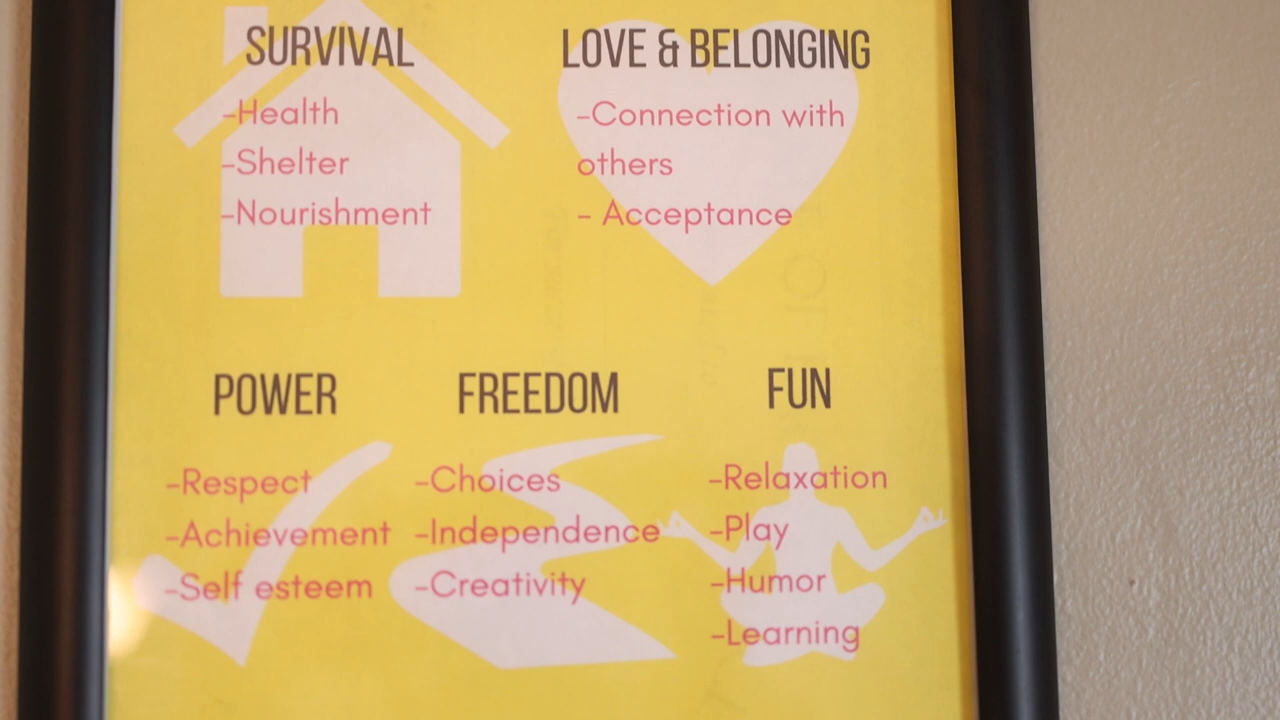 SURVIVAL
-Health
-Shelter
-Nourishment
LOVE & BELONGING
-Connection with
others
- Acceptance
POWER
-Respect
-Achievement
-Self esteem
FREEDOM
-Choices
-Independence
-Creativity
FUN
-Relaxation
-Play
-Humor
-Learning